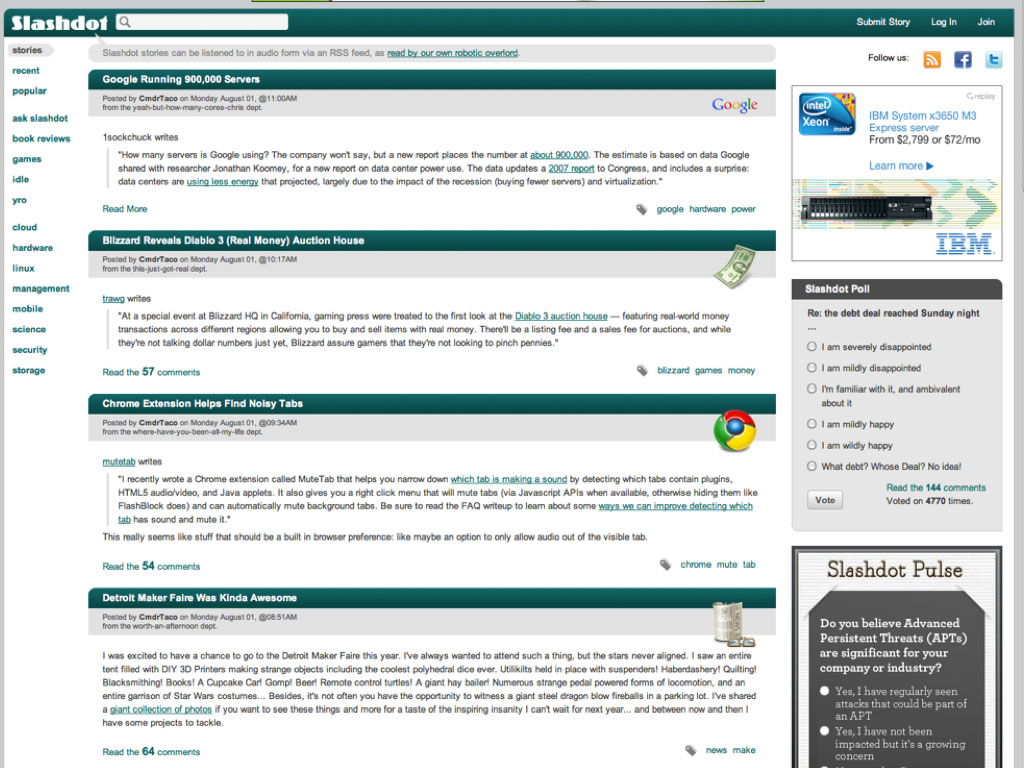 Slashdot
Submit Story Log In Join
stories
recent
popular
ask slashdot
book reviews
games
idle
yro
cloud
hardware
linux
management
mobile
science
security
storage
Slashdot stories can be listened to in audio form via an RSS feed, as read by our own robotic overlord.
Google Running 900,000 Servers
Posted by CmdrTaco on Monday August 01, @11:00AM
from the yeah-but-how-many-cores-chris dept.
Google
1sockchuck writes
"How many servers is Google using? The company won't say, but a new report places the number at about 900,000. The estimate is based on data Google
shared with researcher Jonathan Koomey, for a new report on data center power use. The data updates a 2007 report to Congress, and includes a surprise:
data centers are using less energy that projected, largely due to the impact of the recession (buying fewer servers) and virtualization."
Read More
google hardware power
Blizzard Reveals Diablo 3 (Real Money) Auction House
Posted by CmdrTaco on Monday August 01, @10:17AM
from the this-just-got-real dept.
trawg writes
"At a special event at Blizzard HQ in California, gaming press were treated to the first look at the Diablo 3 auction house — featuring real-world money
transactions across different regions allowing you to buy and sell items with real money. There'll be a listing fee and a sales fee for auctions, and while
they're not talking dollar numbers just yet, Blizzard assure gamers that they're not looking to pinch pennies."
Read the 57 comments
blizzard games money
Chrome Extension Helps Find Noisy Tabs
Posted by CmdrTaco on Monday August 01, @09:34AM
from the where-have-you-been-all-my-life dept.
mutetab writes
"I recently wrote a Chrome extension called MuteTab that helps you narrow down which tab is making a sound by detecting which tabs contain plugins,
HTML5 audio/video, and Java applets. It also gives you a right click menu that will mute tabs (via Javascript APIs when available, otherwise hiding them like
FlashBlock does) and can automatically mute background tabs. Be sure to read the FAQ writeup to learn about some ways we can improve detecting which
tab has sound and mute it."
This really seems like stuff that should be a built in browser preference: like maybe an option to only allow audio out of the visible tab.
Read the 54 comments
chrome mute tab
Detroit Maker Faire Was Kinda Awesome
Posted by CmdrTaco on Monday August 01, @08:51AM
from the worth-an-afternoon dept.
NEWS
I was excited to have a chance to go to the Detroit Maker Faire this year. I've always wanted to attend such a thing, but the stars never aligned. I saw an entire
tent filled with DIY 3D Printers making strange objects including the coolest polyhedral dice ever. Utilikilts held in place with suspenders! Haberdashery! Quilting!
Blacksmithing! Books! A Cupcake Car! Gomp! Beer! Remote control turtles! A giant hay bailer! Numerous strange pedal powered forms of locomotion, and an
entire garrison of Star Wars costumes... Besides, it's not often you have the opportunity to witness a giant steel dragon blow fireballs in a parking lot. I've shared
a giant collection of photos if you want to see these things and more for a taste of the inspiring insanity I can't wait for next year... and between now and then I
have some projects to tackle.
Read the 64 comments
news make
Follow us:
replay
intel
Xeon
inside
IBM System x3650 M3
Express server
From $2,799 or $72/mo
Learn more
IBM.
Slashdot Poll
Re: the debt deal reached Sunday night
...
I am severely disappointed
I am mildly disappointed
I'm familiar with it, and ambivalent
about it
I am mildly happy
I am wildly happy
What debt? Whose Deal? No idea!
Vote
Read the 144 comments
Voted on 4770 times.
Slashdot Pulse
Do you believe Advanced
Persistent Threats (APTs)
are significant for your
company or industry?
Yes, I have regularly seen
attacks that could be part of
an APT
Yes, I have not been
impacted but it's a growing
concern